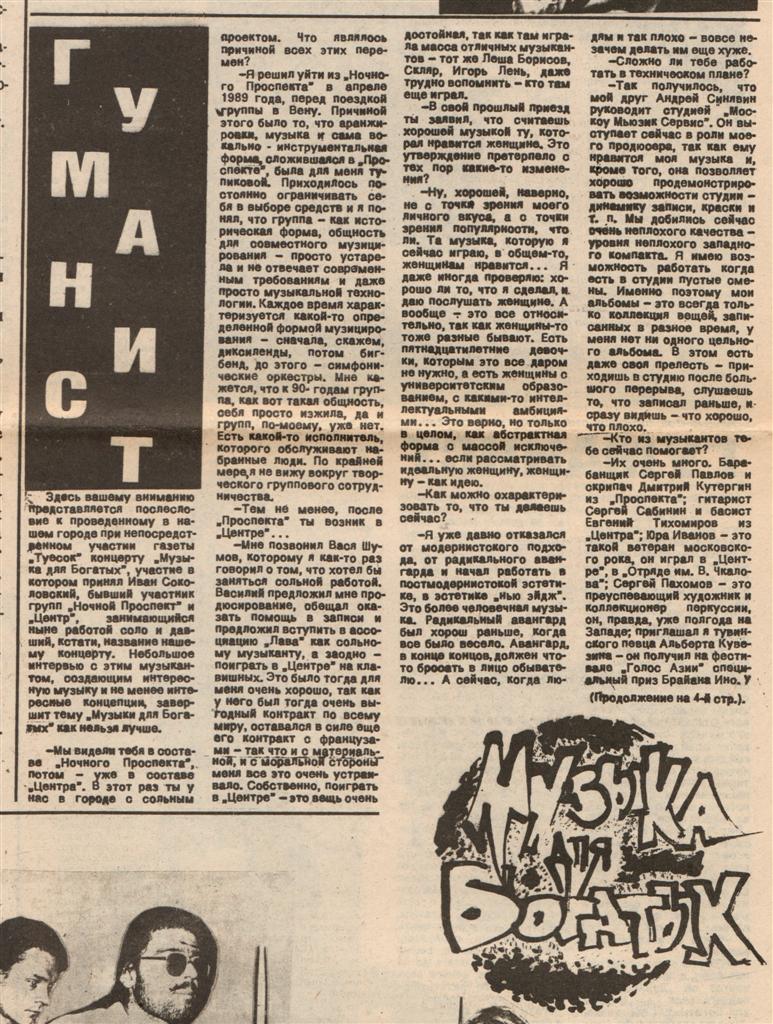 ГУМАНИСТ
Здесь вашему вниманию
представляется послесло-
вие к проведенному в на-
шем городе при непосредст-
денном участии газеты
"Туесок" концерту "Музы-
ка для Богатых", участие в
котором принял Иван Соко-
ловский, бывший участник
групп "Ночной Проспект" и
"Центр", занимающийся
ныне работой соло и дав-
ший, кстати, название наше-
му концерту. Небольшое
интервью с этим музыкан-
том, создающим интерес-
ную музыку и не менее инте-
ресные концепции, завер-
шит тему "Музыки для Бога-
тых" как нельзя лучше.
–Мы видели тебя в соста-
ве "Ночного Проспекта",
потом – уже в составе
"Центра". В этот раз ты у
нас в городе с сольным
проектом. Что являлось
причиной всех этих пере-
мен?
–Я решил уйти из "Ночно-
го Проспекта" в апреле
1989 года, перед поездкой
группы в Вену. Причиной
этого было то, что аранжи-
ровки, музыка и сама во-
кально - инструментальная
форма, сложившаяся в "Про-
спекте", была для меня ту-
пиковой. Приходилось по-
стоянно ограничивать се-
бя в выборе средств и я по-
нял, что группа – как ис-
торическая форма, общность
для совместного музици-
рования – просто устаре-
ла и не отвечает современ-
ным требованиям и даже
просто музыкальной техно-
логии. Каждое время харак-
теризуется какой-то опре-
деленной формой музициро-
вания – сначала, скажем,
диксиленды, потом биг-
бенд, до этого – симфони-
ческие оркестры. Мне ка-
жется, что к 90- годам груп-
па, как вот такая общность,
себя просто изжила, да и
групп, по-моему, уже нет.
Есть какой-то исполнитель,
которого обслуживают на-
бранные люди. По крайней
мере,я не вижу вокруг твор-
ческого группового сотруд-
ничества.
–Тем не менее, после
"Проспекта" ты возник в
"Центре"...
–Мне позвонил Вася Шу-
мов, которому я как-то раз
говорил о том, что хотел бы
заняться сольной работой.
Василий предложил мне про-
дюсирование, обещал ока-
зать помощь в записи и
предложил вступить в ассо-
циацию "Лава" как соль-
ному музыканту, а заодно –
поиграть в "Центре" на кла-
вишных. Это было тогда для
меня очень хорошо, так как
у него был тогда очень вы-
годный контракт по всему
миру, оставался в силе еще
его контракт с француза-
ми – так что и с материаль-
ной, и с моральной стороны
меня все это очень устраи-
вало. Собственно, поиграть
в "Центре" – это вещь очень
достойная, так как там игра-
ла масса отличных музыкан-
тов – тот же Леша Борисов,
Скляр, Игорь Лень, даже
трудно вспомнить – кто там
еще играл.
–В свой прошлый приезд
ты заявил, что считаешь
хорошей музыкой ту, кото-
рая нравится женщине. Это
утверждение претерпело с
тех пор какие-то измене-
ния?
–Ну, хорошей, наверно,
не с точки зрения моего
личного вкуса, а с точки
зрения популярности, что
ли. Та музыка, которую я
сейчас играю, в общем-то,
женщинам нравится... Я
даже иногда проверяю: хо-
рошо ли то, что я сделал, и
даю послушать женщине. А
вообще – это все относи-
тельно, так как женщины-то
тоже разные бывают. Есть
пятнадцатилетние девоч-
ки, которым это все даром
не нужно, а есть женщины с
университетским образо-
ванием, с какими-то интел-
лектуальными амбиция-
ми... Это верно, но только
в целом, как абстрактная
форма с массой исключе-
ний... если рассматривать
идеальную женщину, женщи-
ну – как идею.
–Как можно охарактери-
зовать то, что ты делаешь
сейчас?
–Я уже давно отказался
от модернистского подхо-
да, от радикального аван-
гарда и начал работать в
постмодернистокой эстети-
ке, в эстетике "нью эйдж".
Это более человечная музы-
ка. Радикальный авангард
был хорош раньше, когда
все было весело. Авангард,
в конце концов,должен что-
то бросать в лицо обывате-
лю... А сейчас, когда лю-
дям и так плохо – вовсе не-
зачем делать им еще хуже.
–Сложно ли тебе рабо-
тать в техническом плане?
–Так получилось, что
мой друг Андрей Синявин
руководит студией "Мос-
коу Мьюзик Сервис". Он вы-
ступает сейчас в роли мое-
го продюсера, так как ему
нравится моя музыка и,
кроме того, она позволяет
хорошо продемонстриро-
вать возможности студии –
динамику записи, краски и
т. п. Мы добились сейчас
очень неплохого качества –
уровня неплохого западно-
го компакта. Я имею воз-
можность работать когда
есть в студии пустые сме-
ны. Именно поэтому мои
альбомы – это всегда толь-
ко коллекция вещей, запи-
санных в разное время, у
меня нет ни одного цельно-
го альбома. В этом есть
даже своя прелесть – при-
ходишь в студию после боль-
шого перерыва, слушаешь
то, что записал раньше, и
сразу видишь – что хорошо,
что плохо.
–Кто из музыкантов те-
бе сейчас помогает?
–Их очень много. Бара-
банщик Сергей Павлов и
скрипач Дмитрий Кутергин
из "Проспекта"; гитарист
Сергей Сабинин и басист
Евгений Тихомиров из
"Центра"; Юра Иванов – это
такой ветеран московского
рока, он играл в "Цент-
ре", в "Отряде им. В. Чкало-
ва"; Сергей Пахомов – это
преуспевающий художник и
коллекционер перкуссии,
он, правда, уже полгода на
Западе; приглашал я тувин-
ского певца Альберта Куве-
зина – он получил на фести-
вале "Голос Азии" специ-
альный приз Брайана Ино. У
(Продолжение на 4-й стр.).
МУЗЫКА
ДЛЯ
БОГАТЫХ